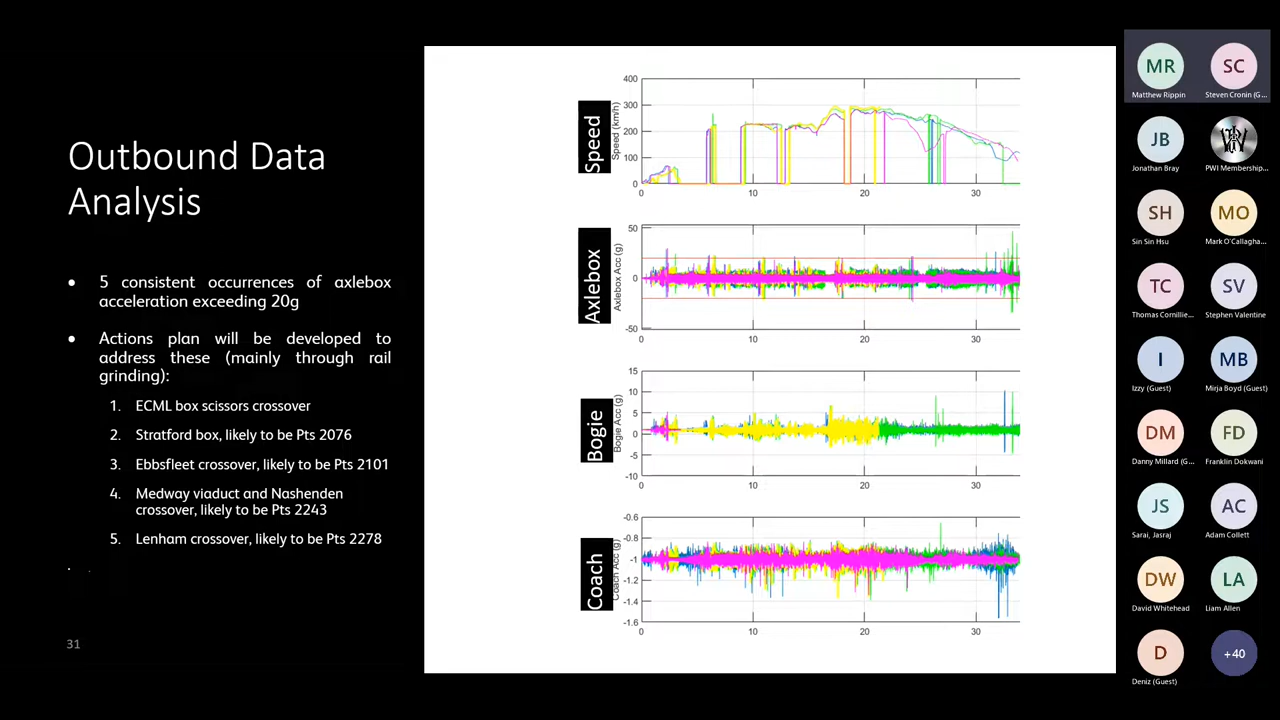 Outbound Data
Analysis
• 5 consistent occurrences of axlebox
acceleration exceeding 20g
• Actions plan will be developed to
address these (mainly through rail
grinding):
1. ECML box scissors crossover
2. Stratford box, likely to be Pts 2076
3. Ebbsfleet crossover, likely to be Pts 2101
4. Medway viaduct and Nashenden
crossover, likely to be Pts 2243
5. Lenham crossover, likely to be Pts 2278
31
Speed
Speed (km/h)
400
300
200
100
0
0 10 20 30
Axlebox
Axlebox Acc (g)
50
0
-50
0 10 20 30
Bogie
Bogie Acc (g)
15
10
5
0
-5
-10
0 10 20 30
Coach
Coach Acc (g)
-0.6
-0.8
-1
-1.2
-1.4
-1.6
0 10 20 30
MR SC
Matthew Rippin Steven Cronin (G...
JB
Jonathan Bray PWI Membership...
SH MO
Sin Sin Hsu Mark O'Callagha...
TC SV
Thomas Cornillie... Stephen Valentine
I MB
Izzy (Guest) Mirja Boyd (Guest)
DM FD
Danny Millard (G... Franklin Dokwani
JS AC
Sarai, Jasraj Adam Collett
DW LA
David Whitehead Liam Allen
D +40
Deniz (Guest)